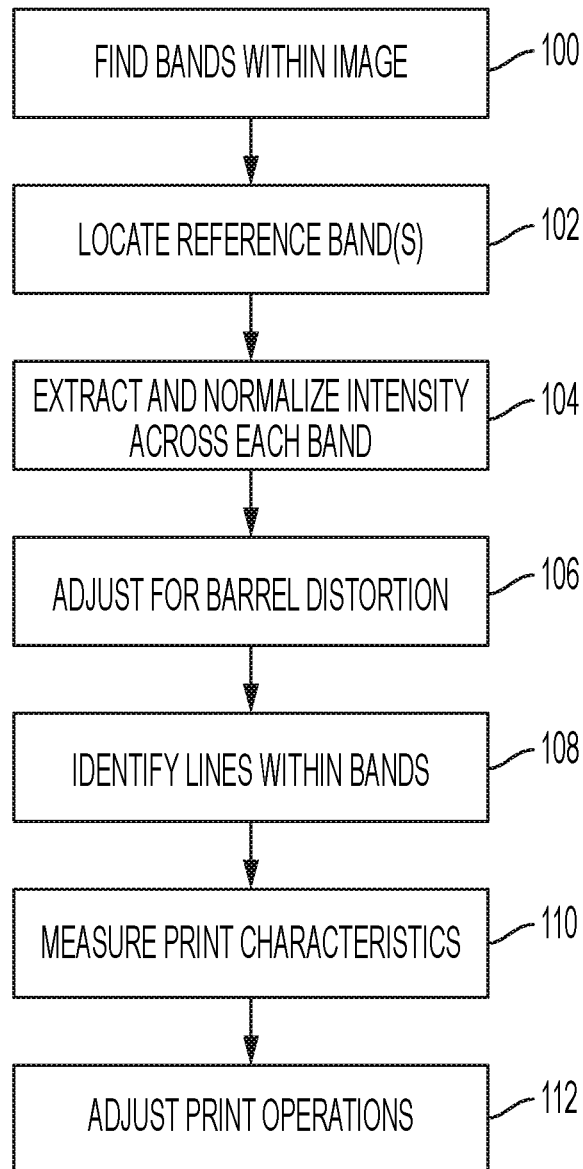 FIND BANDS WITHIN IMAGE
100
LOCATE REFERENCE BAND(S)
102
EXTRACT AND NORMALIZE INTENSITY
ACROSS EACH BAND
104
ADJUST FOR BARREL DISTORTION
106
IDENTIFY LINES WITHIN BANDS
108
MEASURE PRINT CHARACTERISTICS
110
ADJUST PRINT OPERATIONS
112